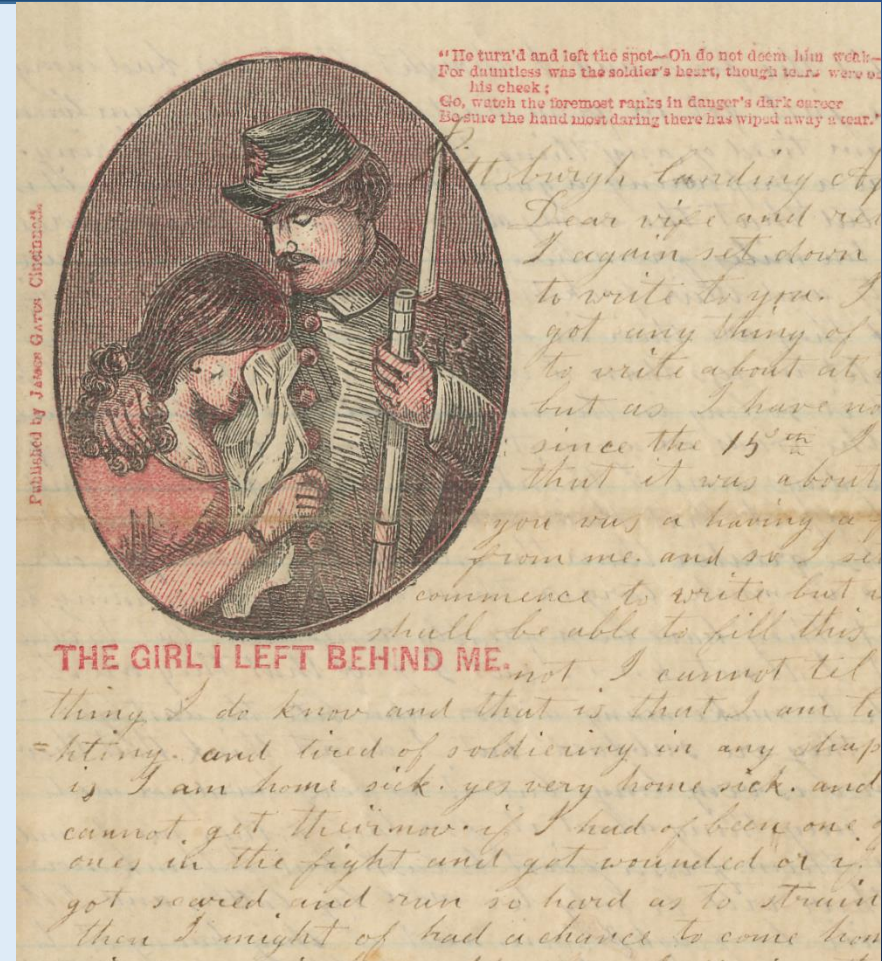 "He turn'd and left the spot—Oh do not deem him weak—
For dauntless was the soldier's heart, though tears were o
his cheek;
Go, watch the foremost ranks in danger's dark career
Be sure the hand most daring there has wiped away a tear."
Published by James Gates Cincinnati
Pittsburgh Landing Ap
Dear wife and
I again set down
to write to you. I
got any thing of
to write about at
but as I have no
since the 15th I
that it was about
you was a having a
from me. and so I
commence to write but
shall be able to fill this
THE GIRL I LEFT BEHIND ME.
not I cannot tel
thing I do know and that is that I am
hting. and tired of soldiering in any shap
is I am home sick. yes very home sick. and
cannot get their now. if I had of been one
ones in the fight and got wounded or
got scared and run so hard as to strain
then I might of had a chance to come hom